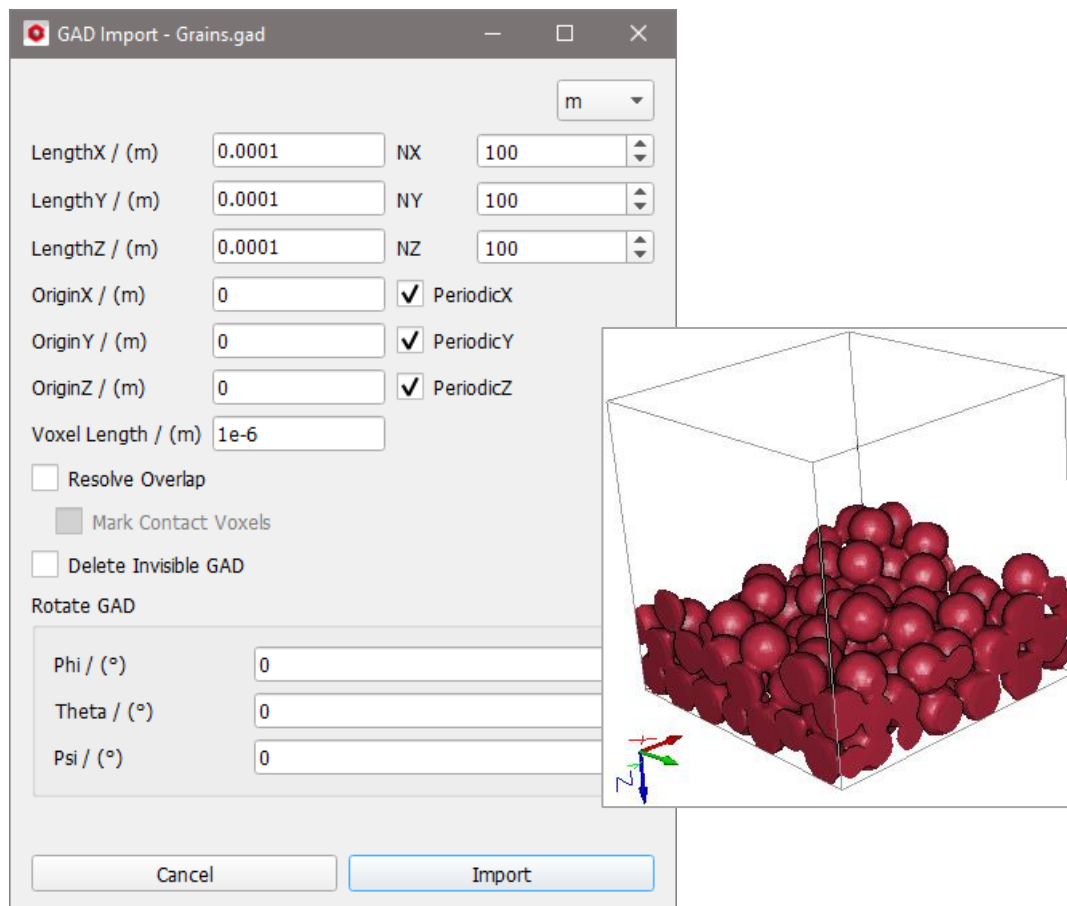 GAD Import - Grains.gad
m
LengthX / (m) 0.0001 NX 100
LengthY / (m) 0.0001 NY 100
LengthZ / (m) 0.0001 NZ 100
OriginX / (m) 0 PeriodicX
OriginY / (m) 0 PeriodicY
OriginZ / (m) 0 PeriodicZ
Voxel Length / (m) 1e-6
Resolve Overlap
Mark Contact Voxels
Delete Invisible GAD
Rotate GAD
Phi / (°) 0
Theta / (°) 0
Psi / (°) 0
X
Y
Z
Cancel Import